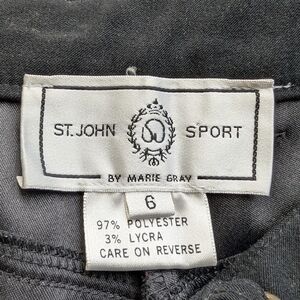 ST. JOHN SPORT
BY MARIE GRAY
6
97% POLYESTER
3% LYCRA
CARE ON REVERSE